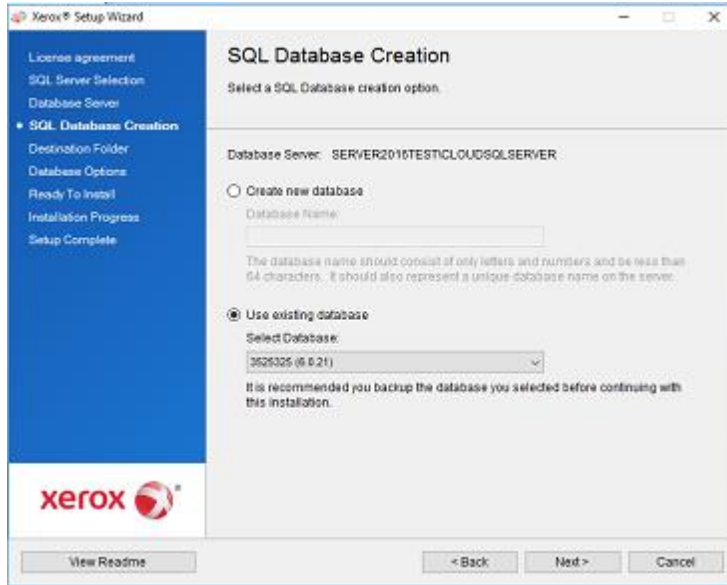 Xerox® Setup Wizard
License agreement
SQL Server Selection
Database Server
SQL Database Creation
Destination Folder
Database Options
Ready To Install
Installation Progress
Setup Complete
xerox
SQL Database Creation
Select a SQL Database creation option.
Database Server: SERVER2016TEST\CLOUDSQLSERVER
Create new database
Database Name:
The database name should consist of only letters and numbers and be less than
64 characters. It should also represent a unique database name on the server.
Use existing database
Select Database:
3525325 (6.0.21)
It is recommended you backup the database you selected before continuing with
this installation.
View Readme
< Back
Next >
Cancel